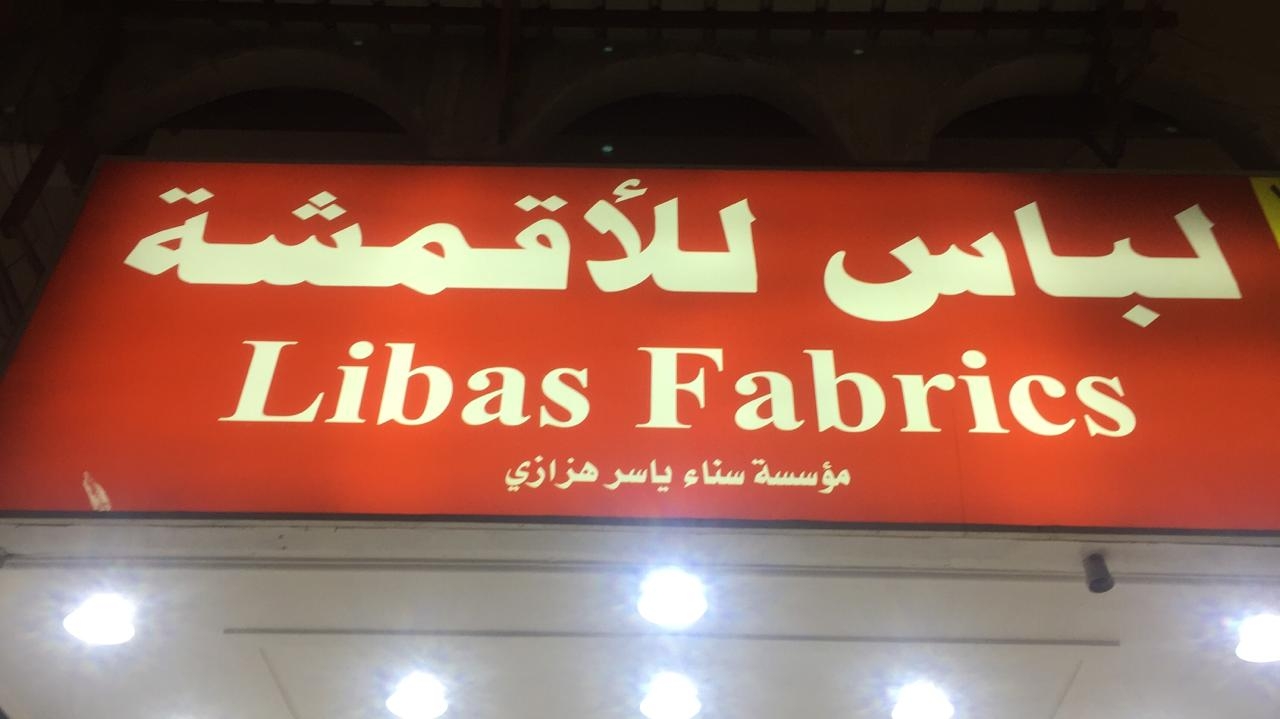 لباس للأقمشة
Libas Fabrics
مؤسسة سناء ياسر هزازي